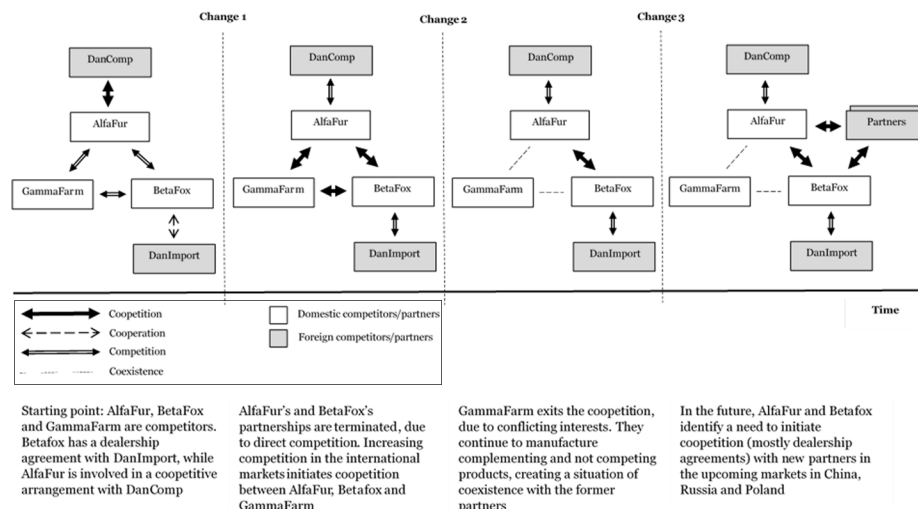 Change 1
Change 2
Change 3
DanComp
AlfaFur
GammaFarm
BetaFox
DanImport
DanComp
AlfaFur
GammaFarm
BetaFox
DanImport
DanComp
AlfaFur
GammaFarm
BetaFox
DanImport
DanComp
AlfaFur
Partners
GammaFarm
BetaFox
DanImport
Time
Coopetition
Cooperation
Competition
Coexistence
Domestic competitors/partners
Foreign competitors/partners
Starting point: AlfaFur, BetaFox
and GammaFarm are competitors.
Betafox has a dealership
agreement with DanImport, while
AlfaFur is involved in a coopetitive
arrangement with DanComp
AlfaFur's and BetaFox's
partnerships are terminated, due
to direct competition. Increasing
competition in the international
markets initiates coopetition
between AlfaFur, Betafox and
GammaFarm
GammaFarm exits the coopetition,
due to conflicting interests. They
continue to manufacture
complementing and not competing
products, creating a situation of
coexistence with the former
partners
In the future, AlfaFur and Betafox
identify a need to initiate
coopetition (mostly dealership
agreements) with new partners in
the upcoming markets in China,
Russia and Poland